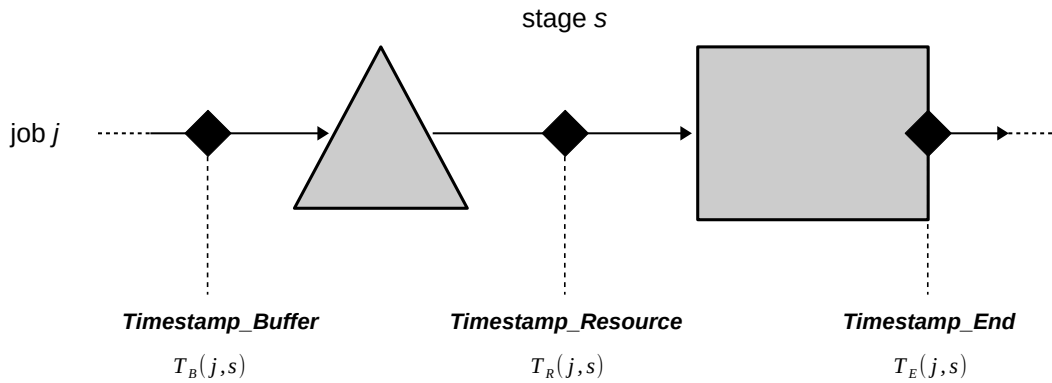 stage s
job j
Timestamp_Buffer Timestamp_Resource Timestamp_End
T_B(j,s) T_R(j,s) T_E(j,s)